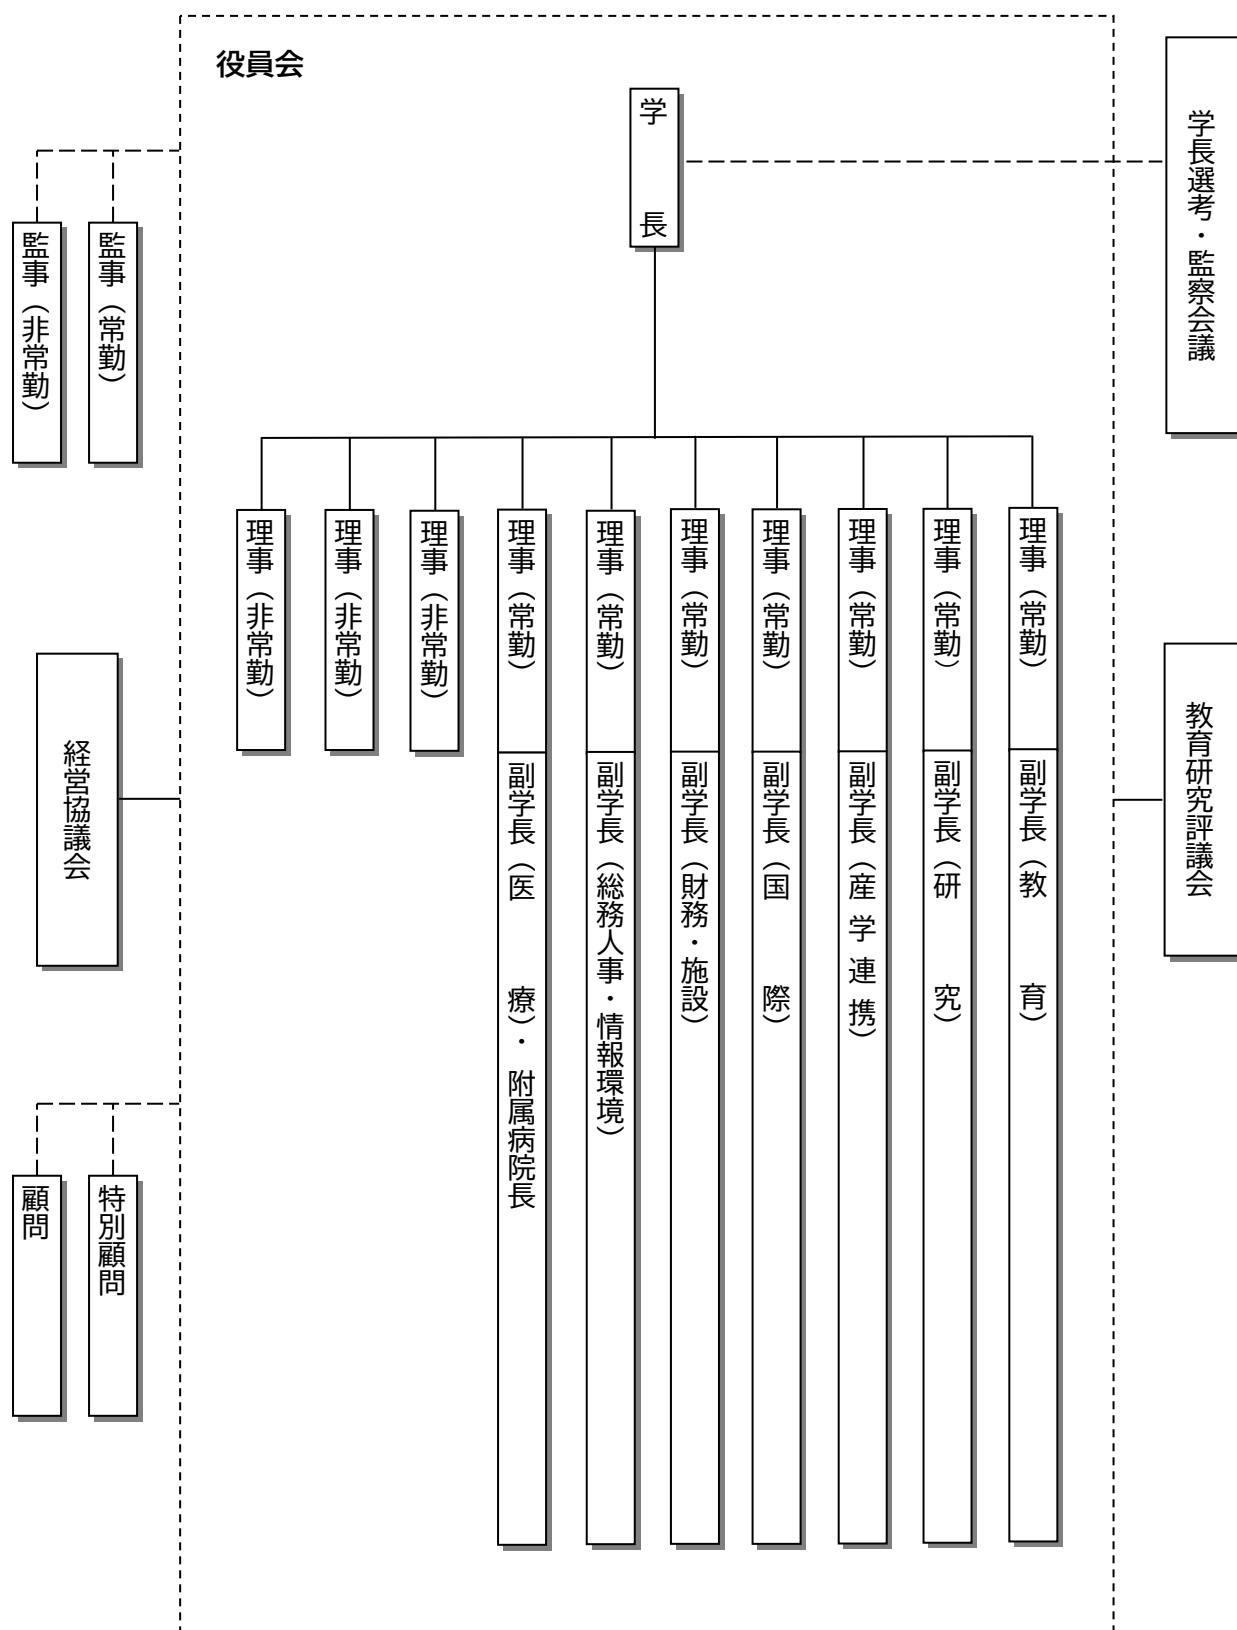 役員会
学長
学長選考・監察会議
監事（常勤）
監事（非常勤）
理事（常勤）
副学長（教育）
理事（常勤）
副学長（研究）
理事（常勤）
副学長（産学連携）
理事（常勤）
副学長（国際）
理事（常勤）
副学長（財務・施設）
理事（常勤）
副学長（総務人事・情報環境）
理事（常勤）
副学長（医療）・附属病院長
理事（非常勤）
理事（非常勤）
理事（非常勤）
教育研究評議会
経営協議会
特別顧問
顧問